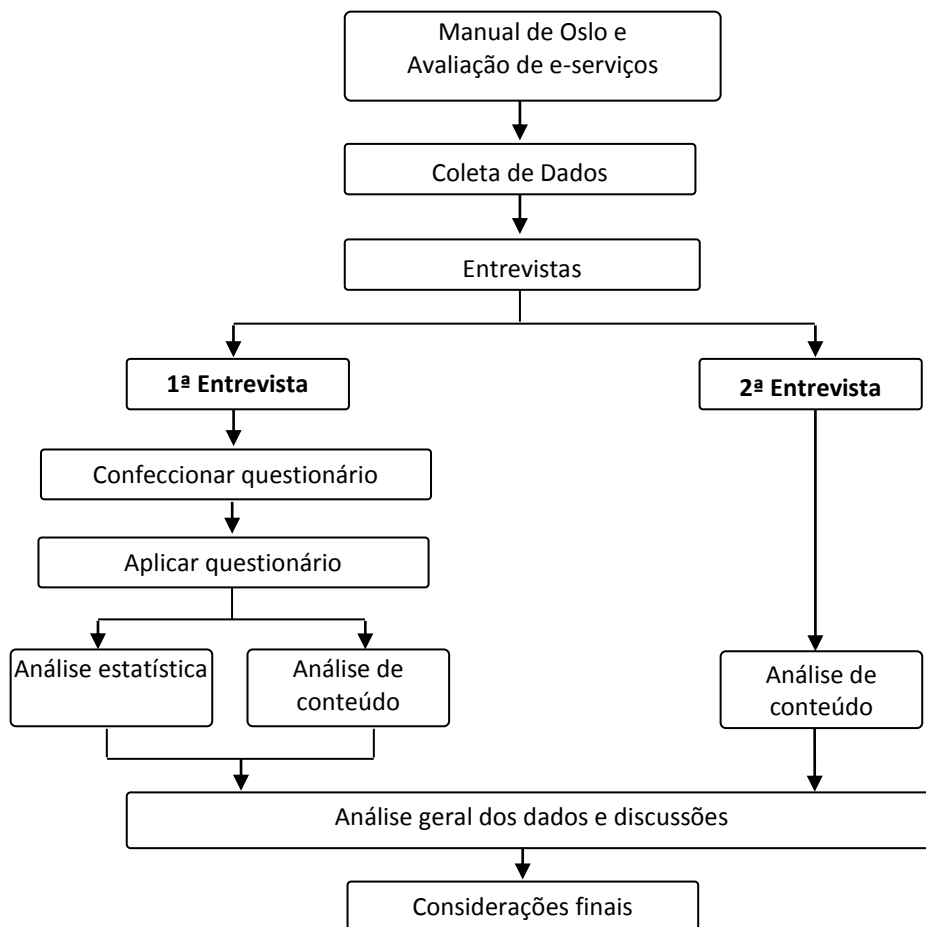 Manual de Oslo e
Avaliação de e-serviços
Coleta de Dados
Entrevistas
1ª Entrevista
2ª Entrevista
Confeccionar questionário
Aplicar questionário
Análise estatística
Análise de
conteúdo
Análise de
conteúdo
Análise geral dos dados e discussões
Considerações finais